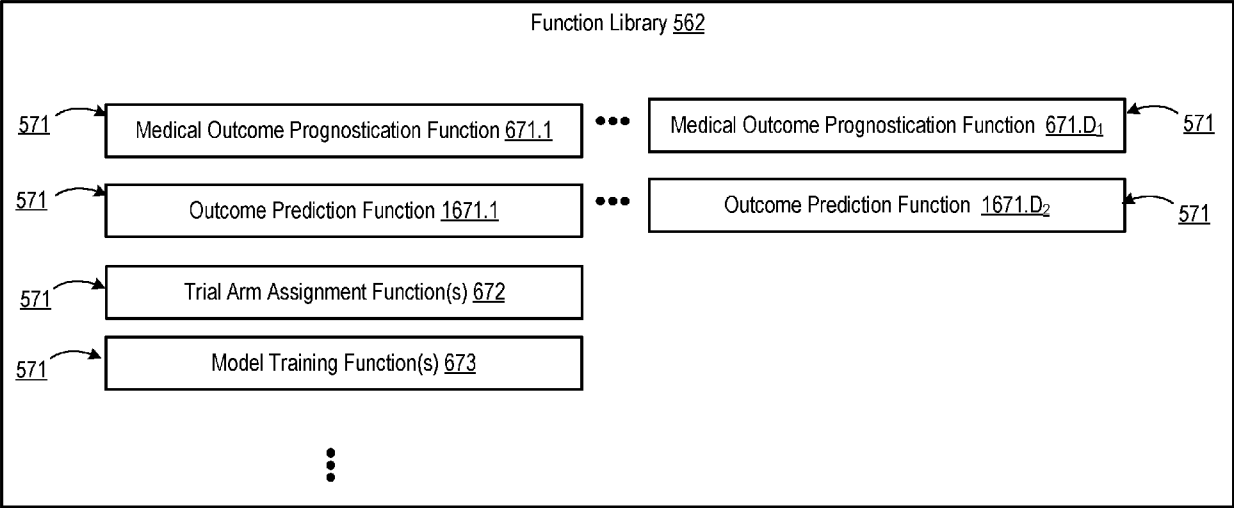 Function Library 562
571 Medical Outcome Prognostication Function 671.1 ••• Medical Outcome Prognostication Function 671.D₁ 571
571 Outcome Prediction Function 1671.1 ••• Outcome Prediction Function 1671.D₂ 571
571 Trial Arm Assignment Function(s) 672
571 Model Training Function(s) 673